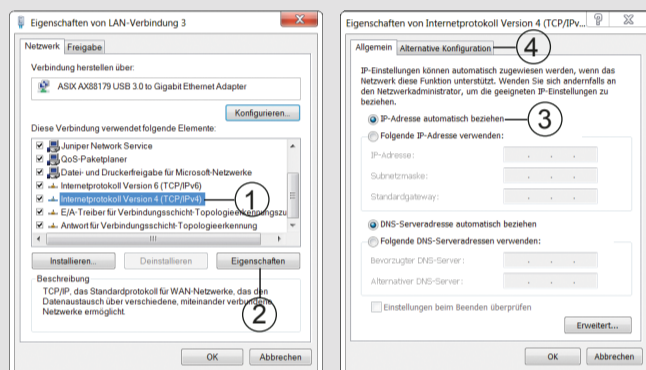 Eigenschaften von LAN-Verbindung 3
Netzwerk Freigabe
Verbindung herstellen über:
ASIX AX88179 USB 3.0 to Gigabit Ethernet Adapter
Konfigurieren...
Diese Verbindung verwendet folgende Elemente:
Juniper Network Service
QoS-Paketplaner
Datei- und Druckerfreigabe für Microsoft-Netzwerke
Internetprotokoll Version 6 (TCP/IPv6)
Internetprotokoll Version 4 (TCP/IPv4)
1
E/A-Treiber für Verbindungsschicht-Topologieerkennungszu
Antwort für Verbindungsschicht-Topologieerkennung
Installieren... Deinstallieren Eigenschaften
Beschreibung
TCP/IP, das Standardprotokoll für WAN-Netzwerke, das den
Datenaustausch über verschiedene, miteinander verbundene
Netzwerke ermöglicht.
2
OK Abbrechen
Eigenschaften von Internetprotokoll Version 4 (TCP/IPv...
Allgemein Alternative Konfiguration
4
IP-Einstellungen können automatisch zugewiesen werden, wenn das
Netzwerk diese Funktion unterstützt. Wenden Sie sich andernfalls an
den Netzwerkadministrator, um die geeigneten IP-Einstellungen zu
beziehen.
IP-Adresse automatisch beziehen
3
Folgende IP-Adresse verwenden:
IP-Adresse:
Subnetzmaske:
Standardgateway:
DNS-Serveradresse automatisch beziehen
Folgende DNS-Serveradressen verwenden:
Bevorzugter DNS-Server:
Alternativer DNS-Server:
Einstellungen beim Beenden überprüfen
Erweitert...
OK Abbrechen